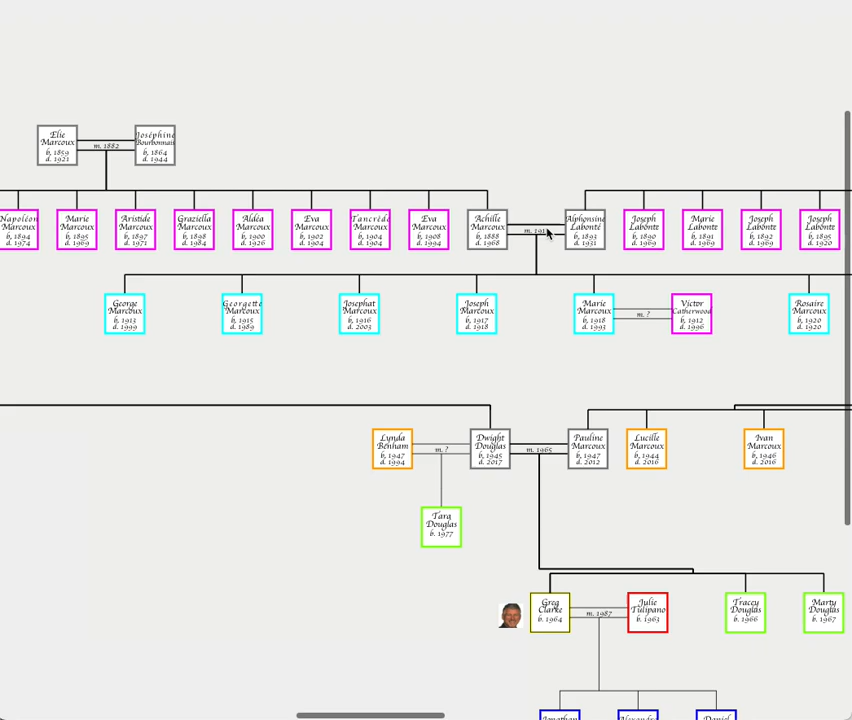 Elie
Marcoux
b. 1859
d. 1921
m. 1882
Joséphine
Bourbonnais
b. 1864
d. 1944
Napoléon
Marcoux
b. 1894
d. 1974
Marie
Marcoux
b. 1895
d. 1969
Aristide
Marcoux
b. 1897
d. 1971
Graziella
Marcoux
b. 1898
d. 1984
Aldéa
Marcoux
b. 1900
d. 1926
Eva
Marcoux
b. 1902
d. 1904
Tancrède
Marcoux
b. 1904
d. 1904
Eva
Marcoux
b. 1908
d. 1994
Achille
Marcoux
b. 1888
d. 1968
m. 191
Alphonsine
Labonté
b. 1893
d. 1931
Joseph
Labonté
b. 1890
d. 1969
Marie
Labonté
b. 1891
d. 1969
Joseph
Labonté
b. 1892
d. 1969
Joseph
Labonté
b. 1895
d. 1920
George
Marcoux
b. 1913
d. 1999
Georgette
Marcoux
b. 1915
d. 1989
Josephat
Marcoux
b. 1916
d. 2003
Joseph
Marcoux
b. 1917
d. 1918
Marie
Marcoux
b. 1918
d. 1993
m. ?
Victor
Catherwood
b. 1912
d. 1996
Rosaire
Marcoux
b. 1920
d. 1920
Lynda
Benham
b. 1947
d. 1994
m. ?
Dwight
Douglas
b. 1945
d. 2017
m. 1965
Pauline
Marcoux
b. 1947
d. 2012
Lucille
Marcoux
b. 1944
d. 2016
Ivan
Marcoux
b. 1946
d. 2016
Tara
Douglas
b. 1977
Greg
Clarke
b. 1964
m. 1987
Julie
Tulipano
b. 1963
Tracey
Douglas
b. 1966
Marty
Douglas
b. 1967
Jonathan
Daniel